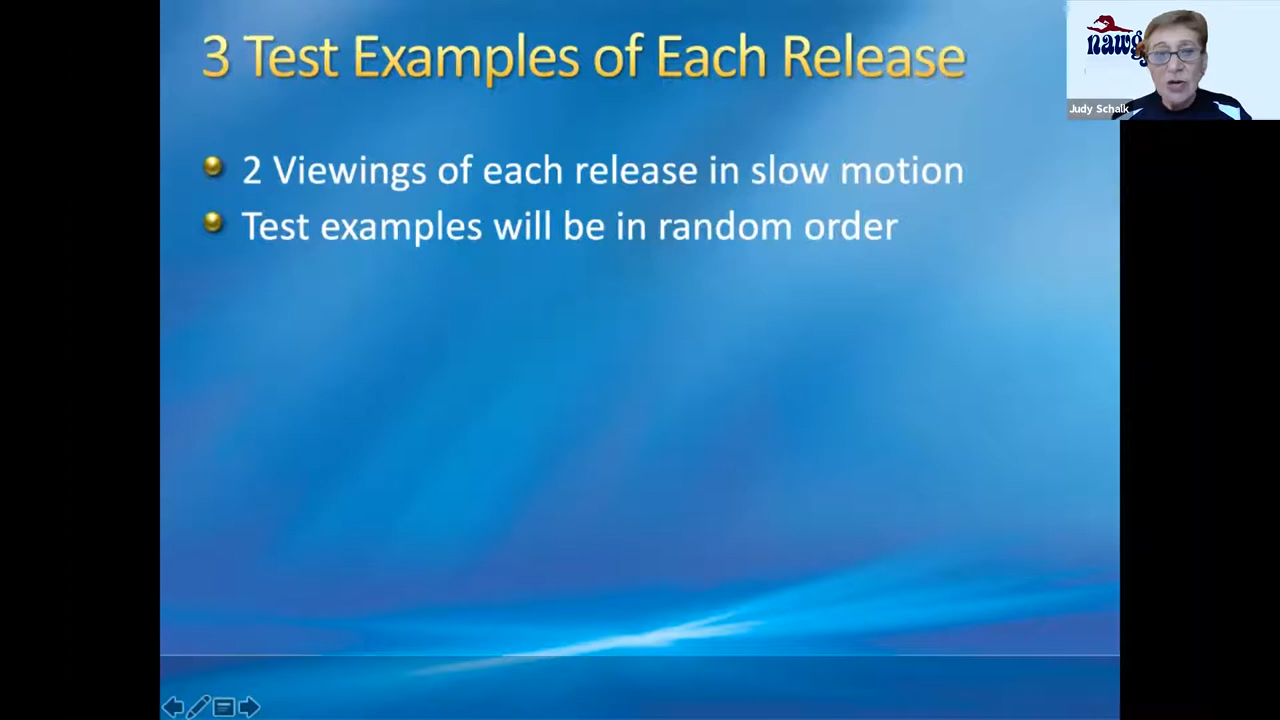 3 Test Examples of Each Release
2 Viewings of each release in slow motion
Test examples will be in random order
Judy Schalk